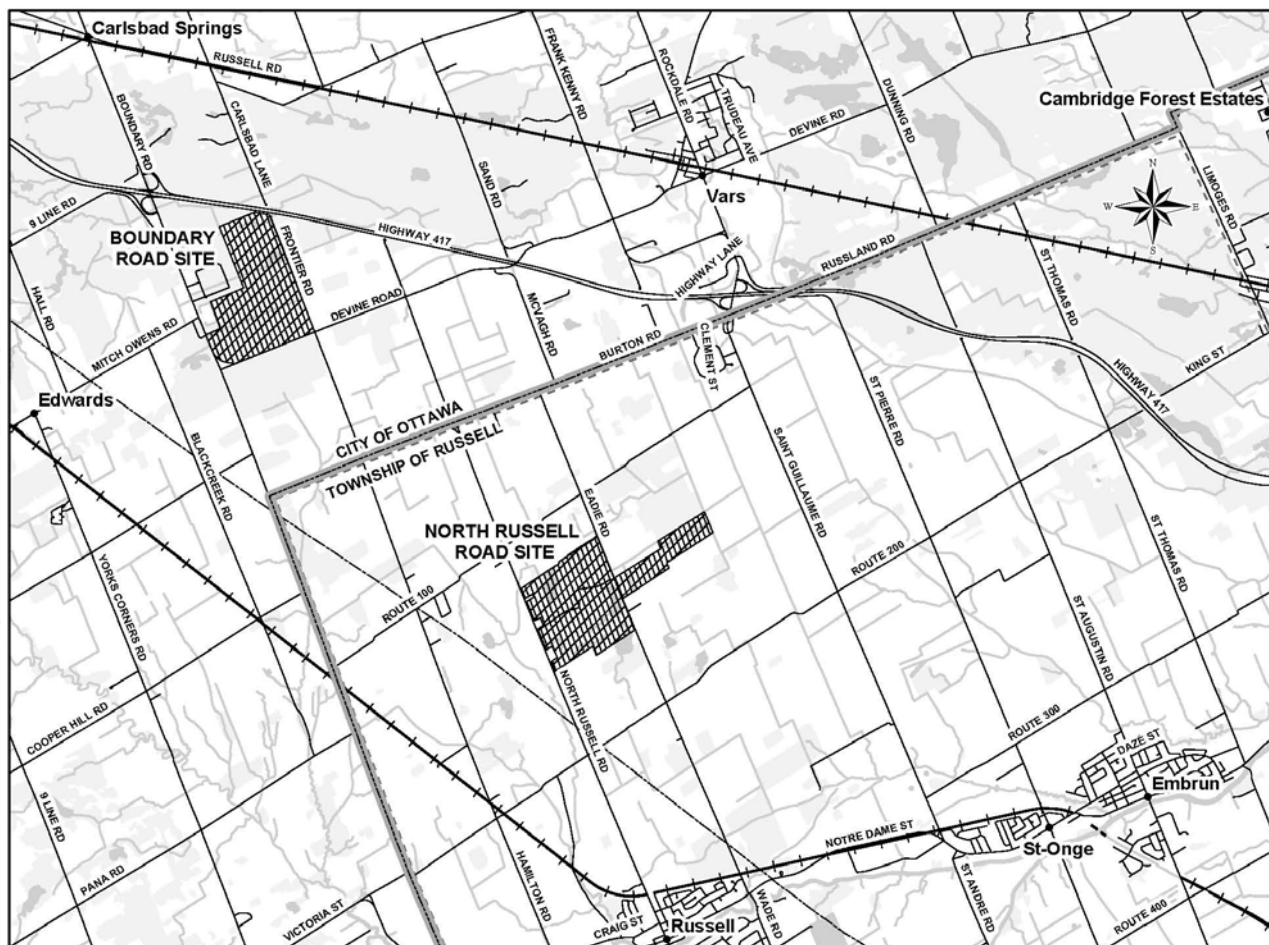 Carlsbad Springs
RUSSELL RD
BOUNDARY RD
CARLSBAD LANE
FRANK KENNY RD
ROCKDALE RD
TRUDEAU AVE
DEVINE RD
DUNNING RD
Cambridge Forest Estates
SAND RD
Vars
LIMOGES RD
N
W
E
S
9 LINE RD
BOUNDARY
ROAD SITE
FRONTIER RD
HIGHWAY 417
HIGHWAY LANE
RUSSLAND RD
ST THOMAS RD
HALL RD
MITCH OWENS RD
DEVINE ROAD
MCVAGH RD
BURTON RD
CLEMENT ST
KING ST
HIGHWAY 417
Edwards
BLACKCREEK RD
CITY OF OTTAWA
TOWNSHIP OF RUSSELL
SAINT GUILLAUME RD
ST PIERRE RD
NORTH RUSSELL
ROAD SITE
EADIE RD
ROUTE 200
ST THOMAS RD
YORKS CORNERS RD
ROUTE 100
ST AUGUSTIN RD
COOPER HILL RD
NORTH RUSSELL RD
ROUTE 300
DAZÉ ST
Embrun
9 LINE RD
NOTRE DAME ST
St-Onge
PANA RD
HAMILTON RD
VICTORIA ST
CRAIG ST
Russell
WADE RD
ST ANDRE RD
ROUTE 400